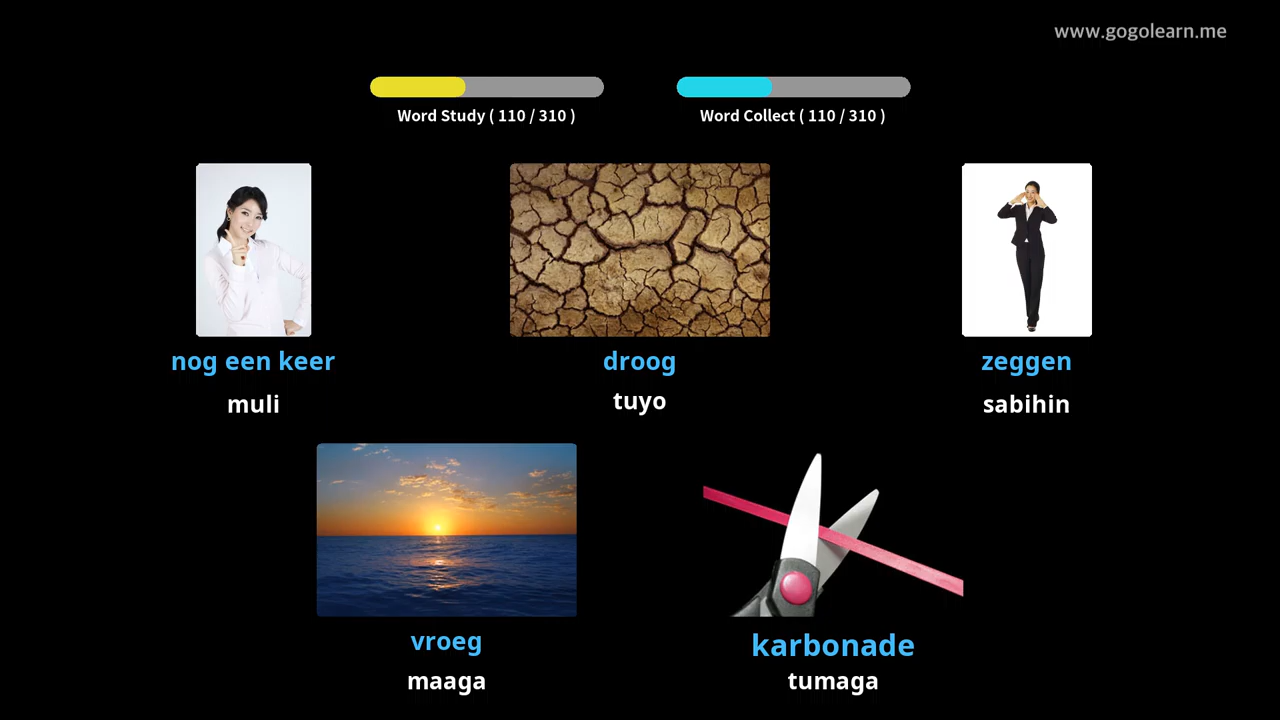 www.gogolearn.me
Word Study ( 110 / 310 )
Word Collect ( 110 / 310 )
nog een keer
muli
droog
tuyo
zeggen
sabihin
vroeg
maaga
karbonade
tumaga